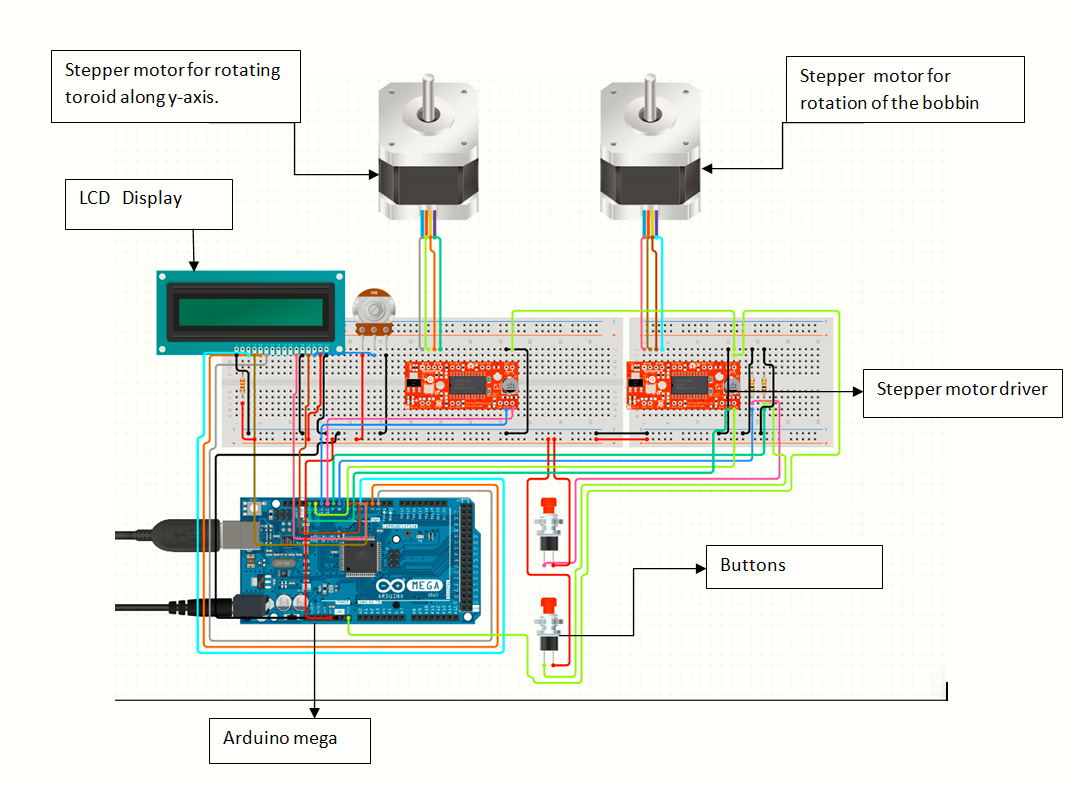 Stepper motor for rotating
toroid along y-axis.
Stepper motor for
rotation of the bobbin
LCD Display
Stepper motor driver
COMMUNICATION
MEGA
ARDUINO
Buttons
Arduino mega